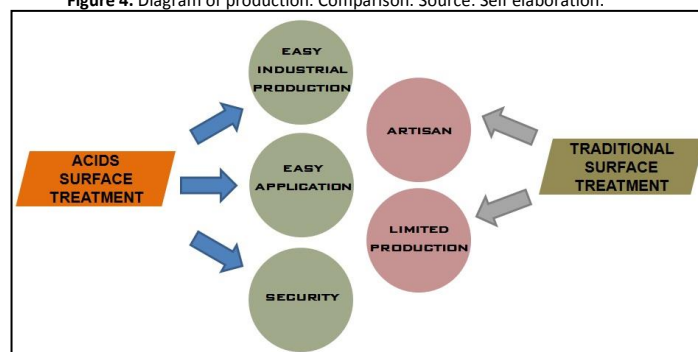 Figure 4. Diagram of production. Comparison. Source: Self elaboration.
EASY
INDUSTRIAL
PRODUCTION
ARTISAN
ACIDS
SURFACE
TREATMENT
EASY
APPLICATION
TRADITIONAL
SURFACE
TREATMENT
LIMITED
PRODUCTION
SECURITY